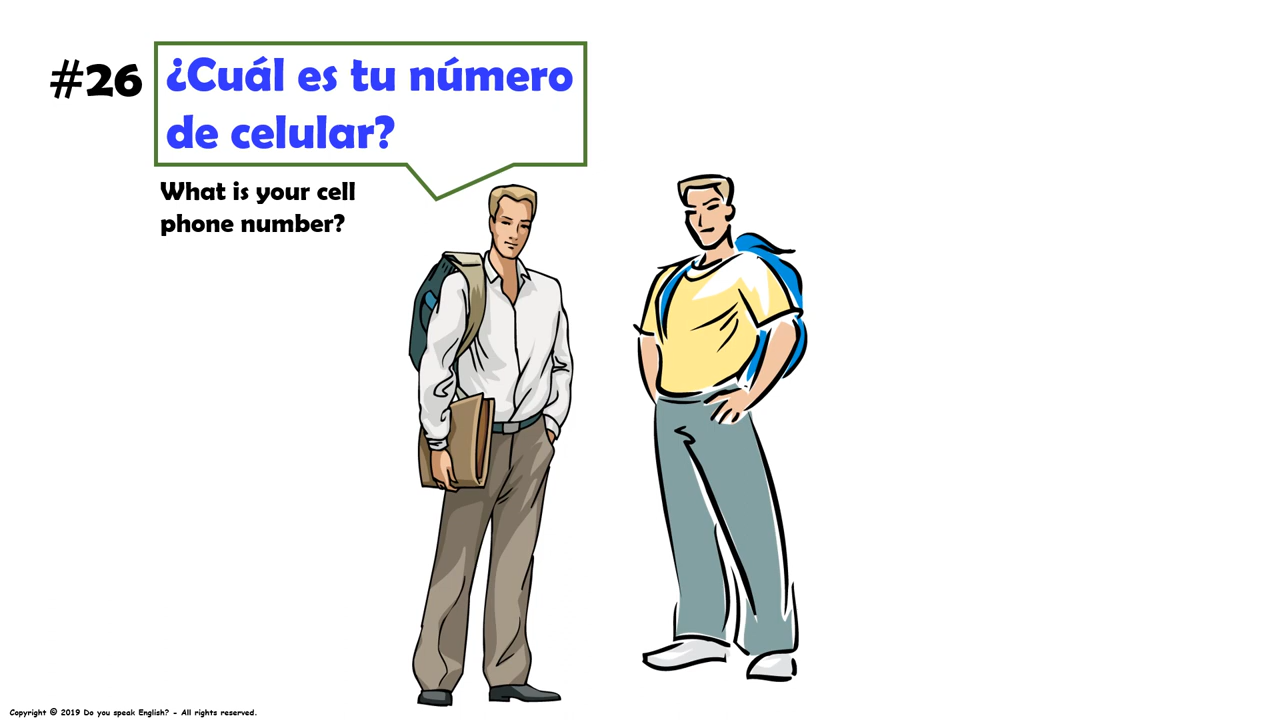 #26
¿Cuál es tu número
de celular?
What is your cell
phone number?
Copyright © 2019 Do you speak English? - All rights reserved.